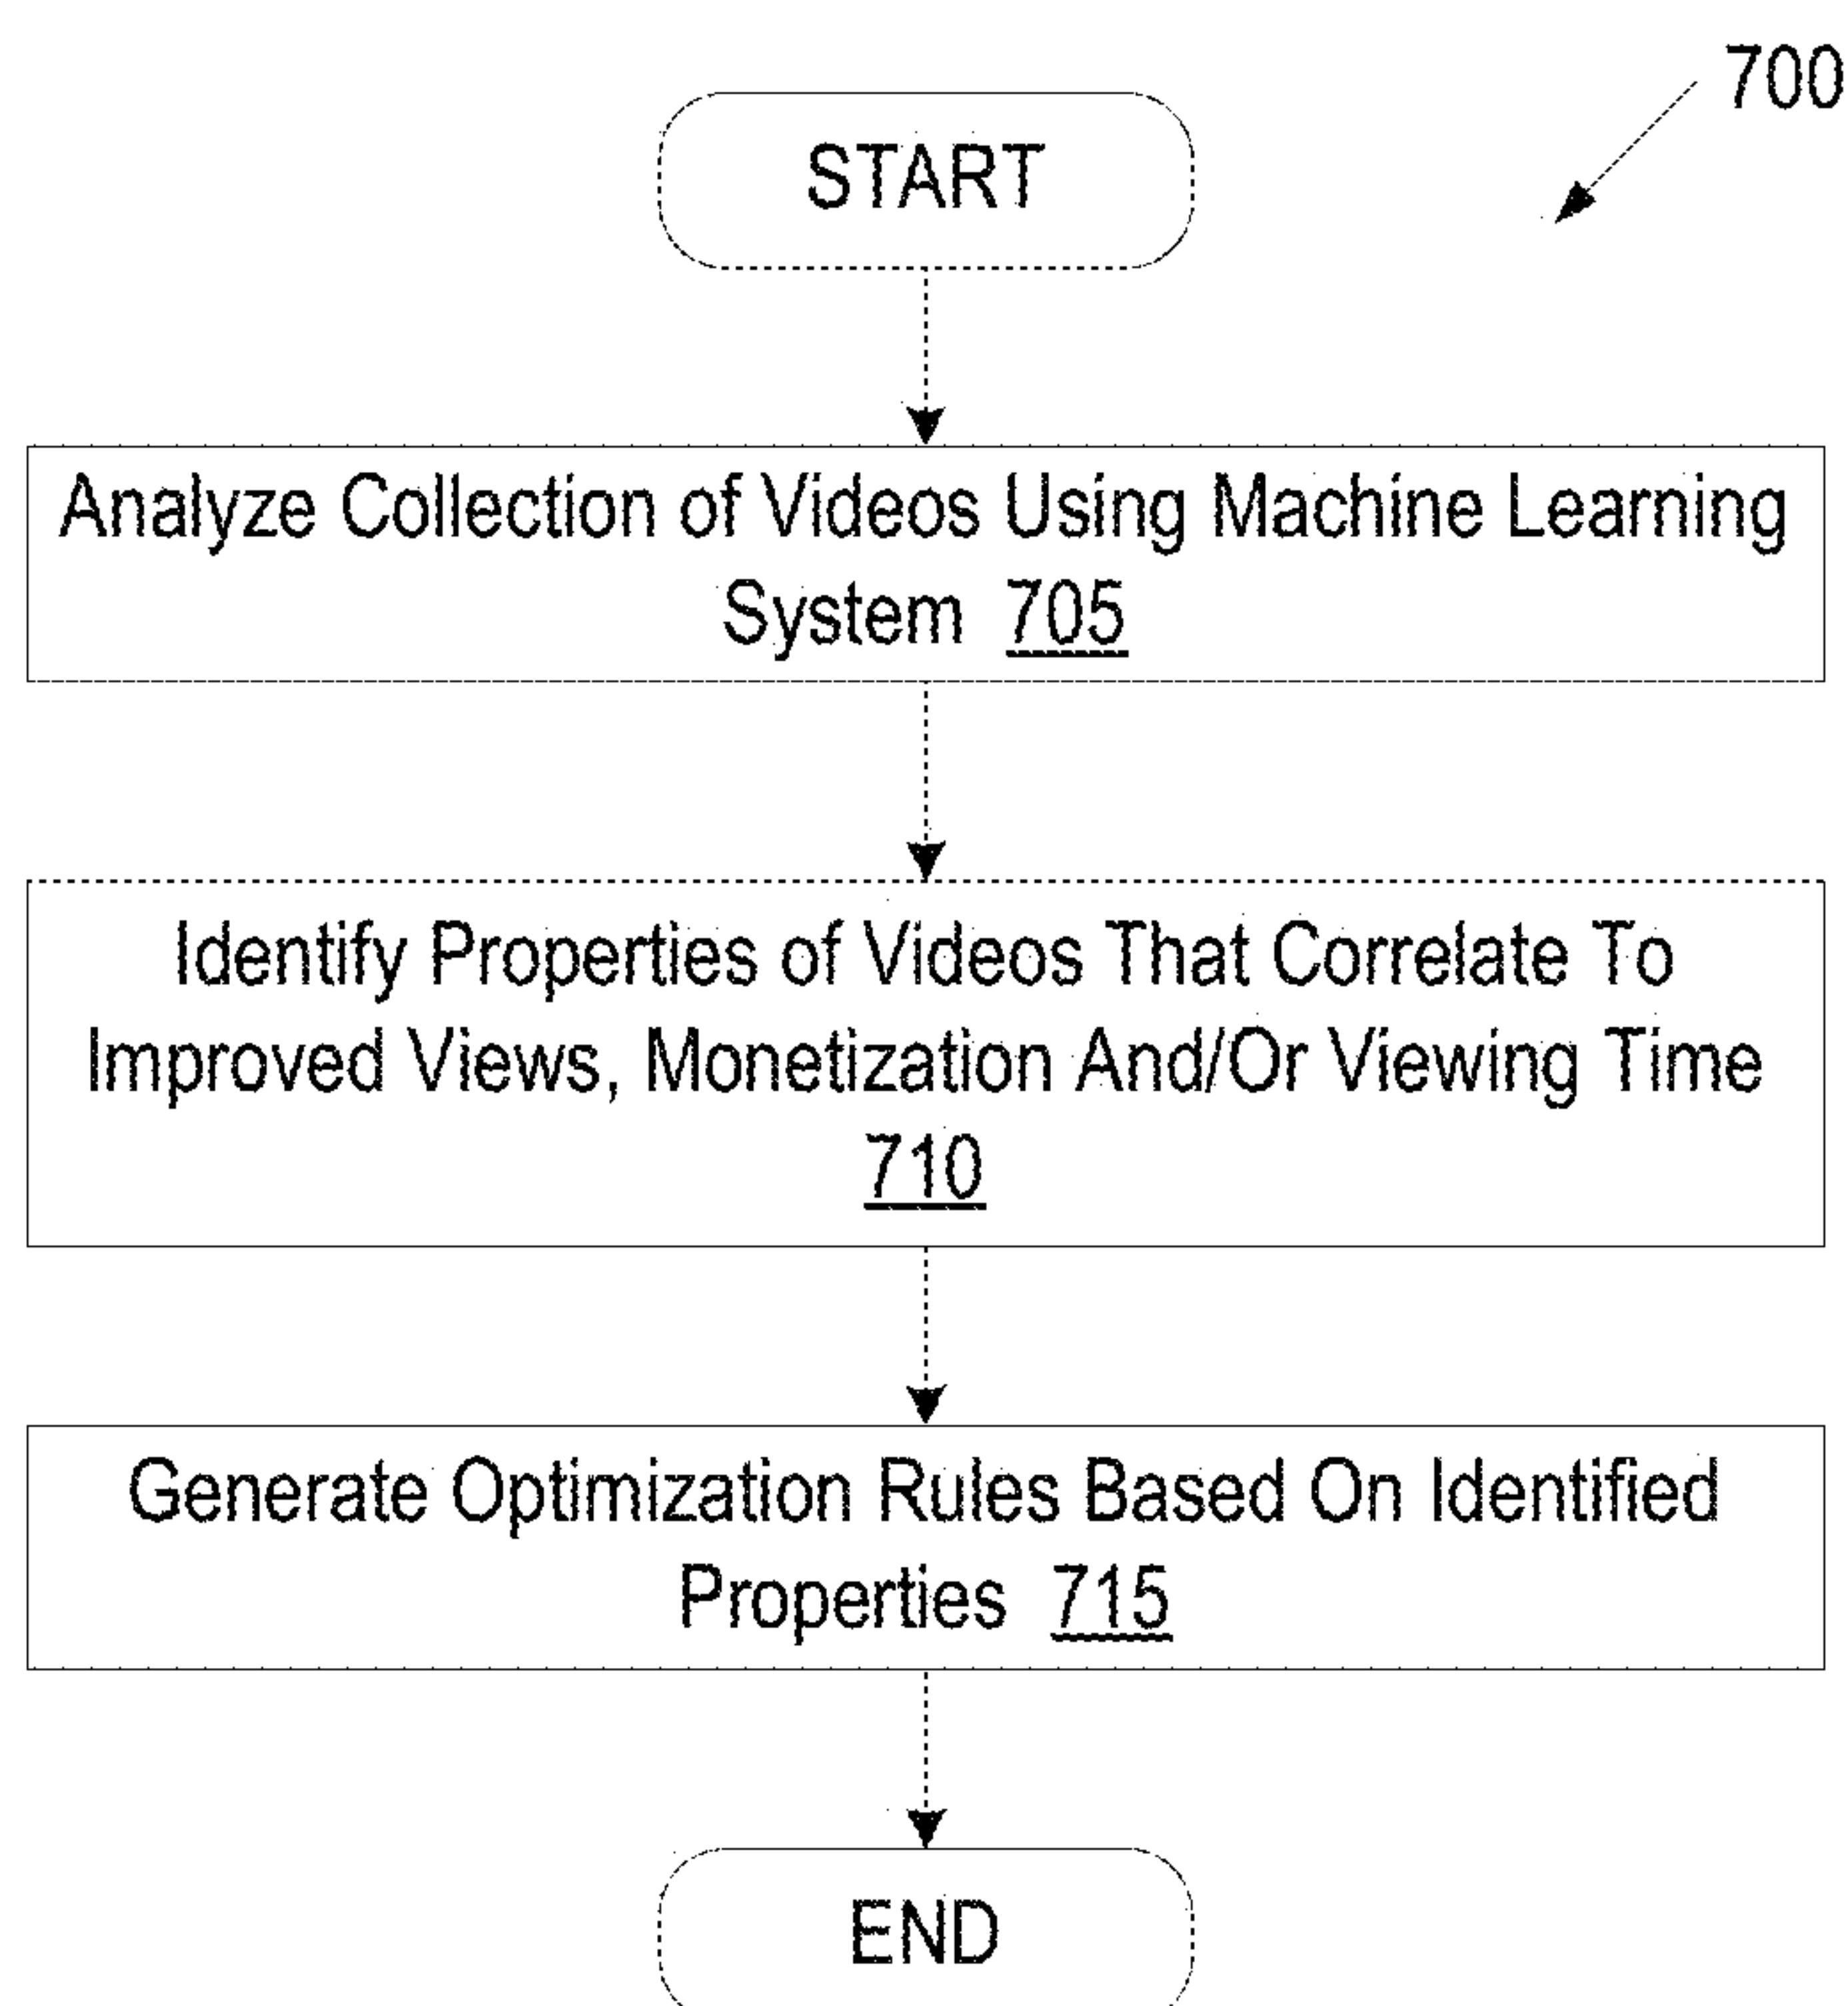 700
START
Analyze Collection of Videos Using Machine Learning
System 705
Identify Properties of Videos That Correlate To
Improved Views, Monetization And/Or Viewing Time
710
Generate Optimization Rules Based On Identified
Properties 715
END